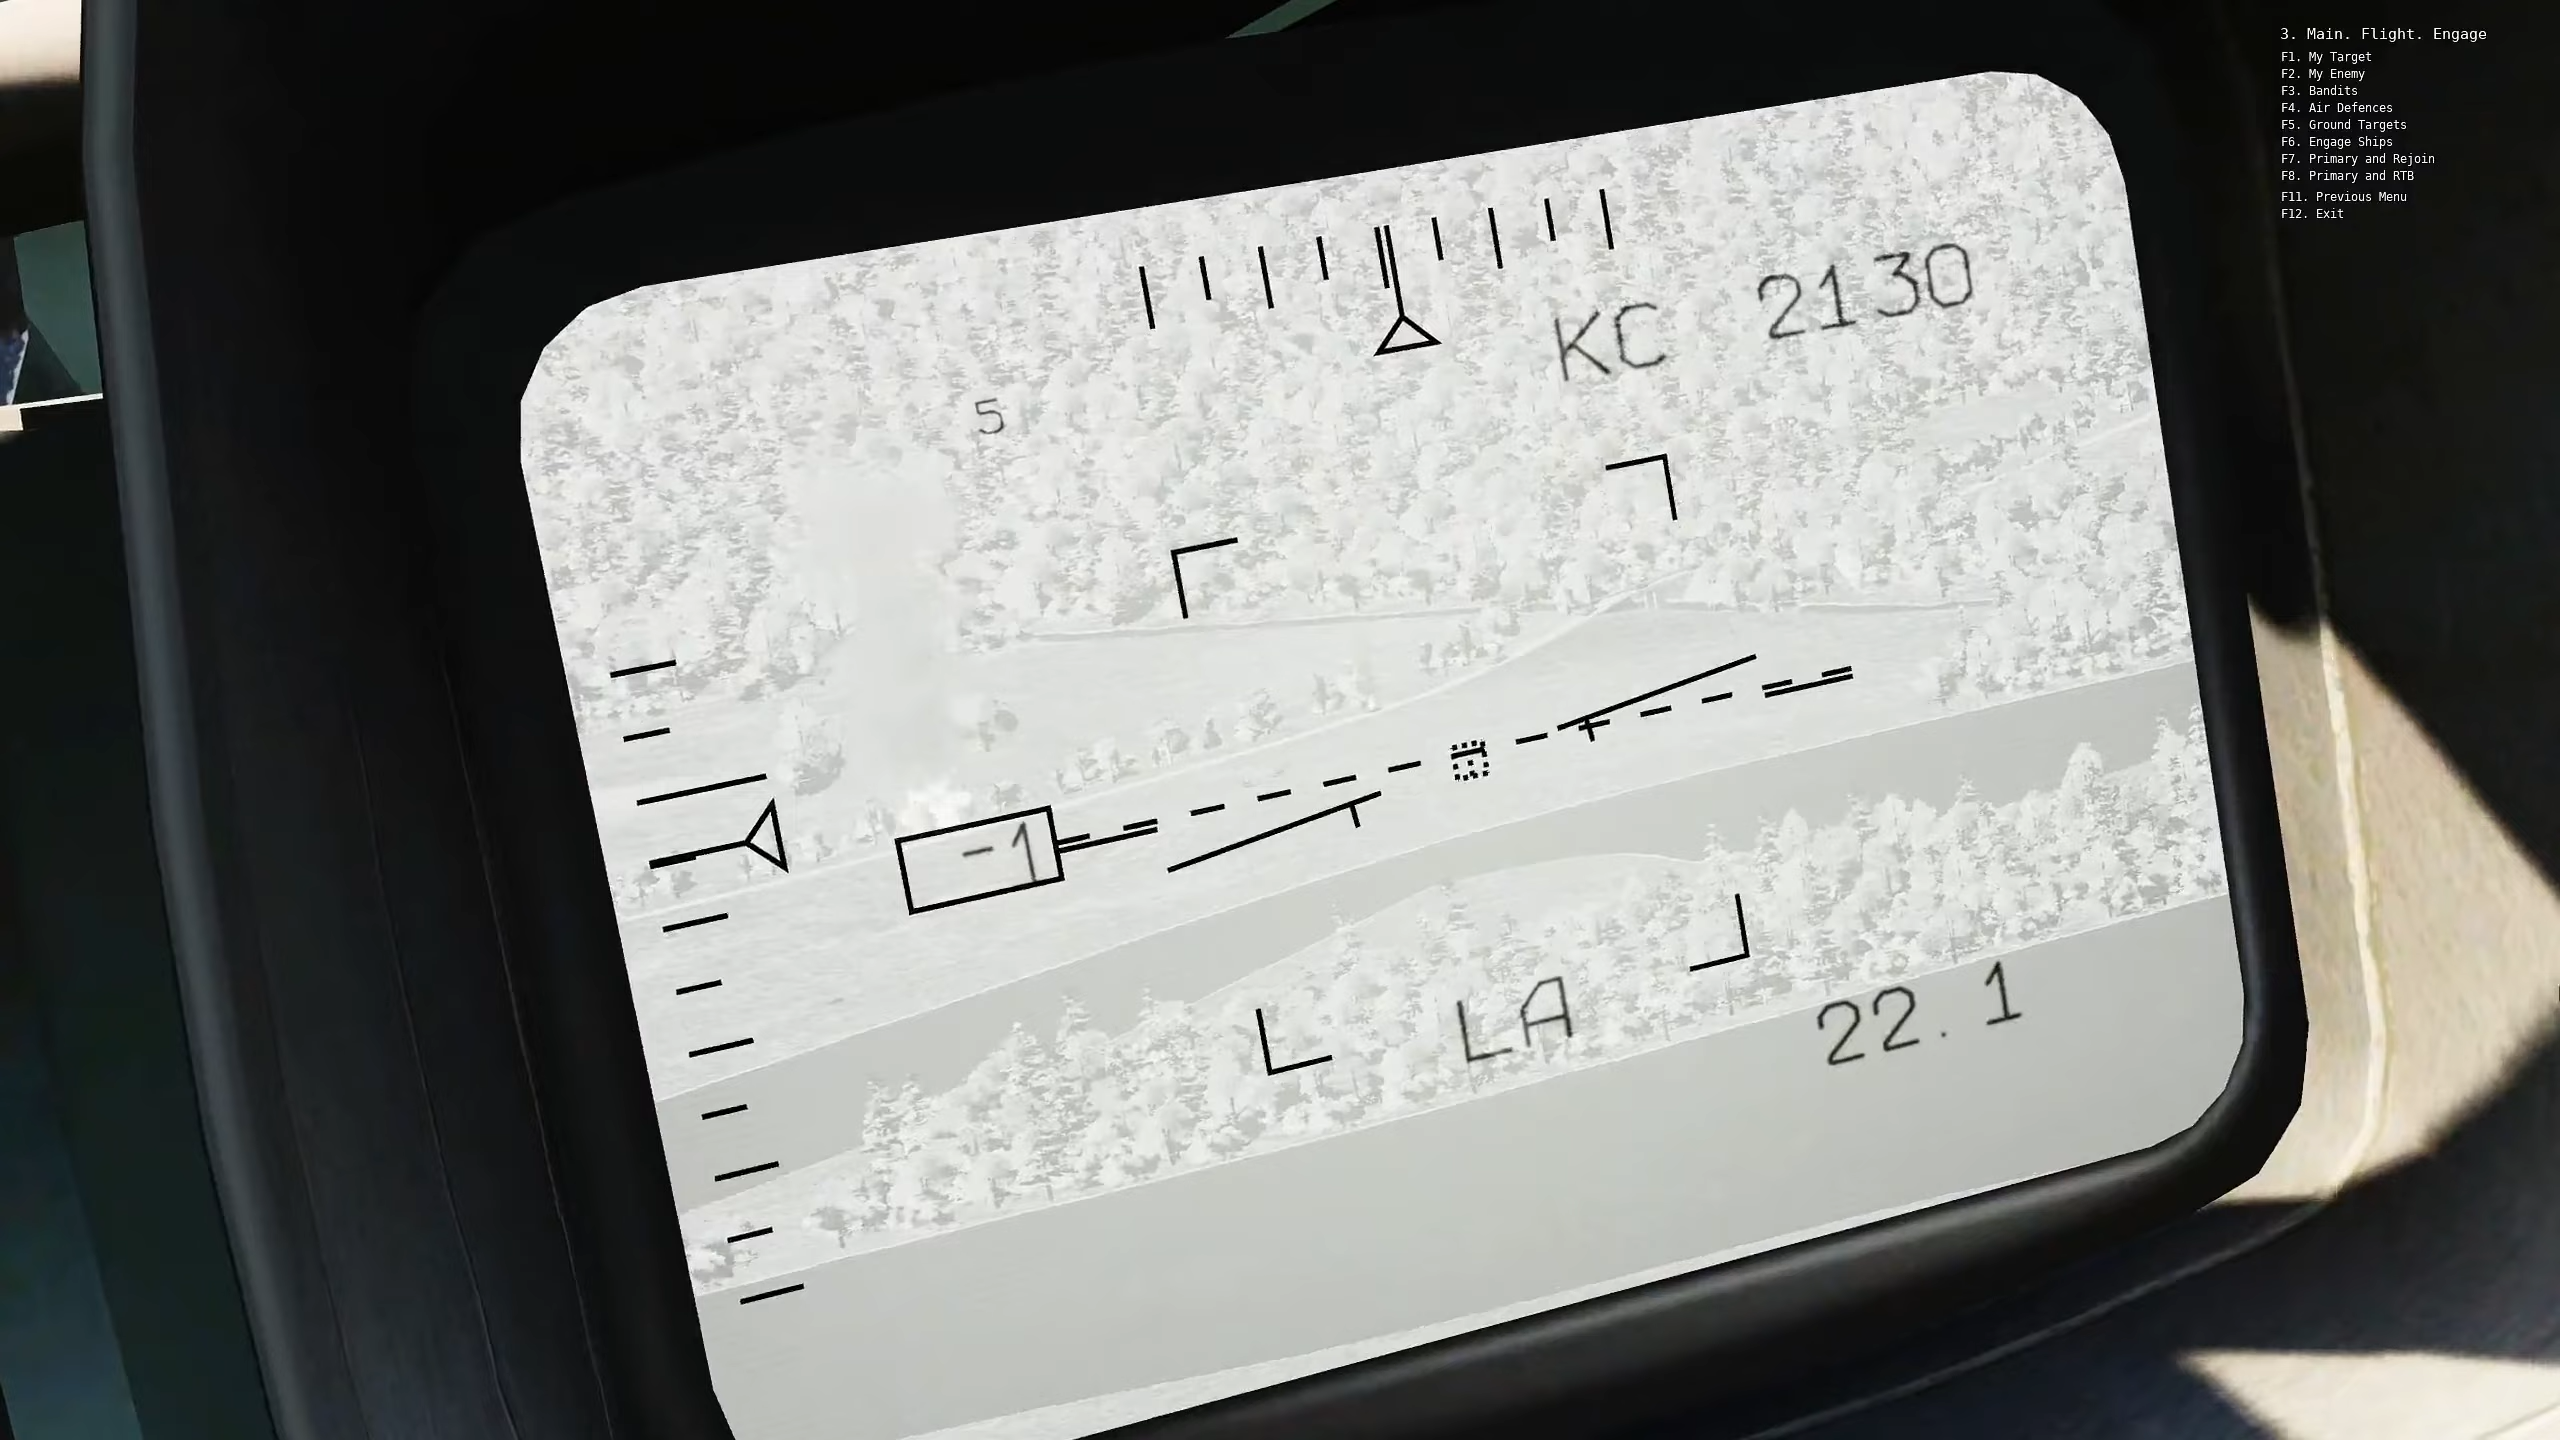 3. Main. Flight. Engage
F1. My Target
F2. My Enemy
F3. Bandits
F4. Air Defences
F5. Ground Targets
F6. Engage Ships
F7. Primary and Rejoin
F8. Primary and RTB
F11. Previous Menu
F12. Exit
КС 2130
5
-1
LA 22.1